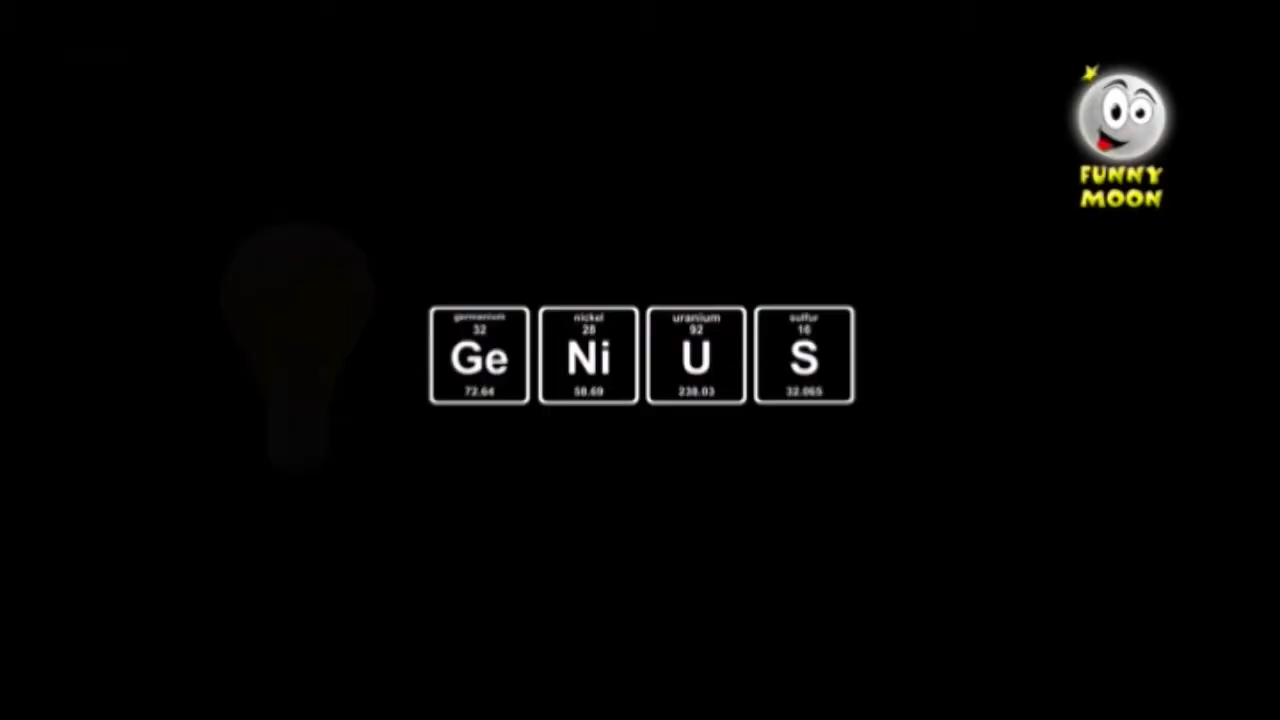 FUNNY
MOON
germanium nickel uranium sulfur
32 28 92 16
Ge Ni U S
72.64 58.69 238.03 32.065